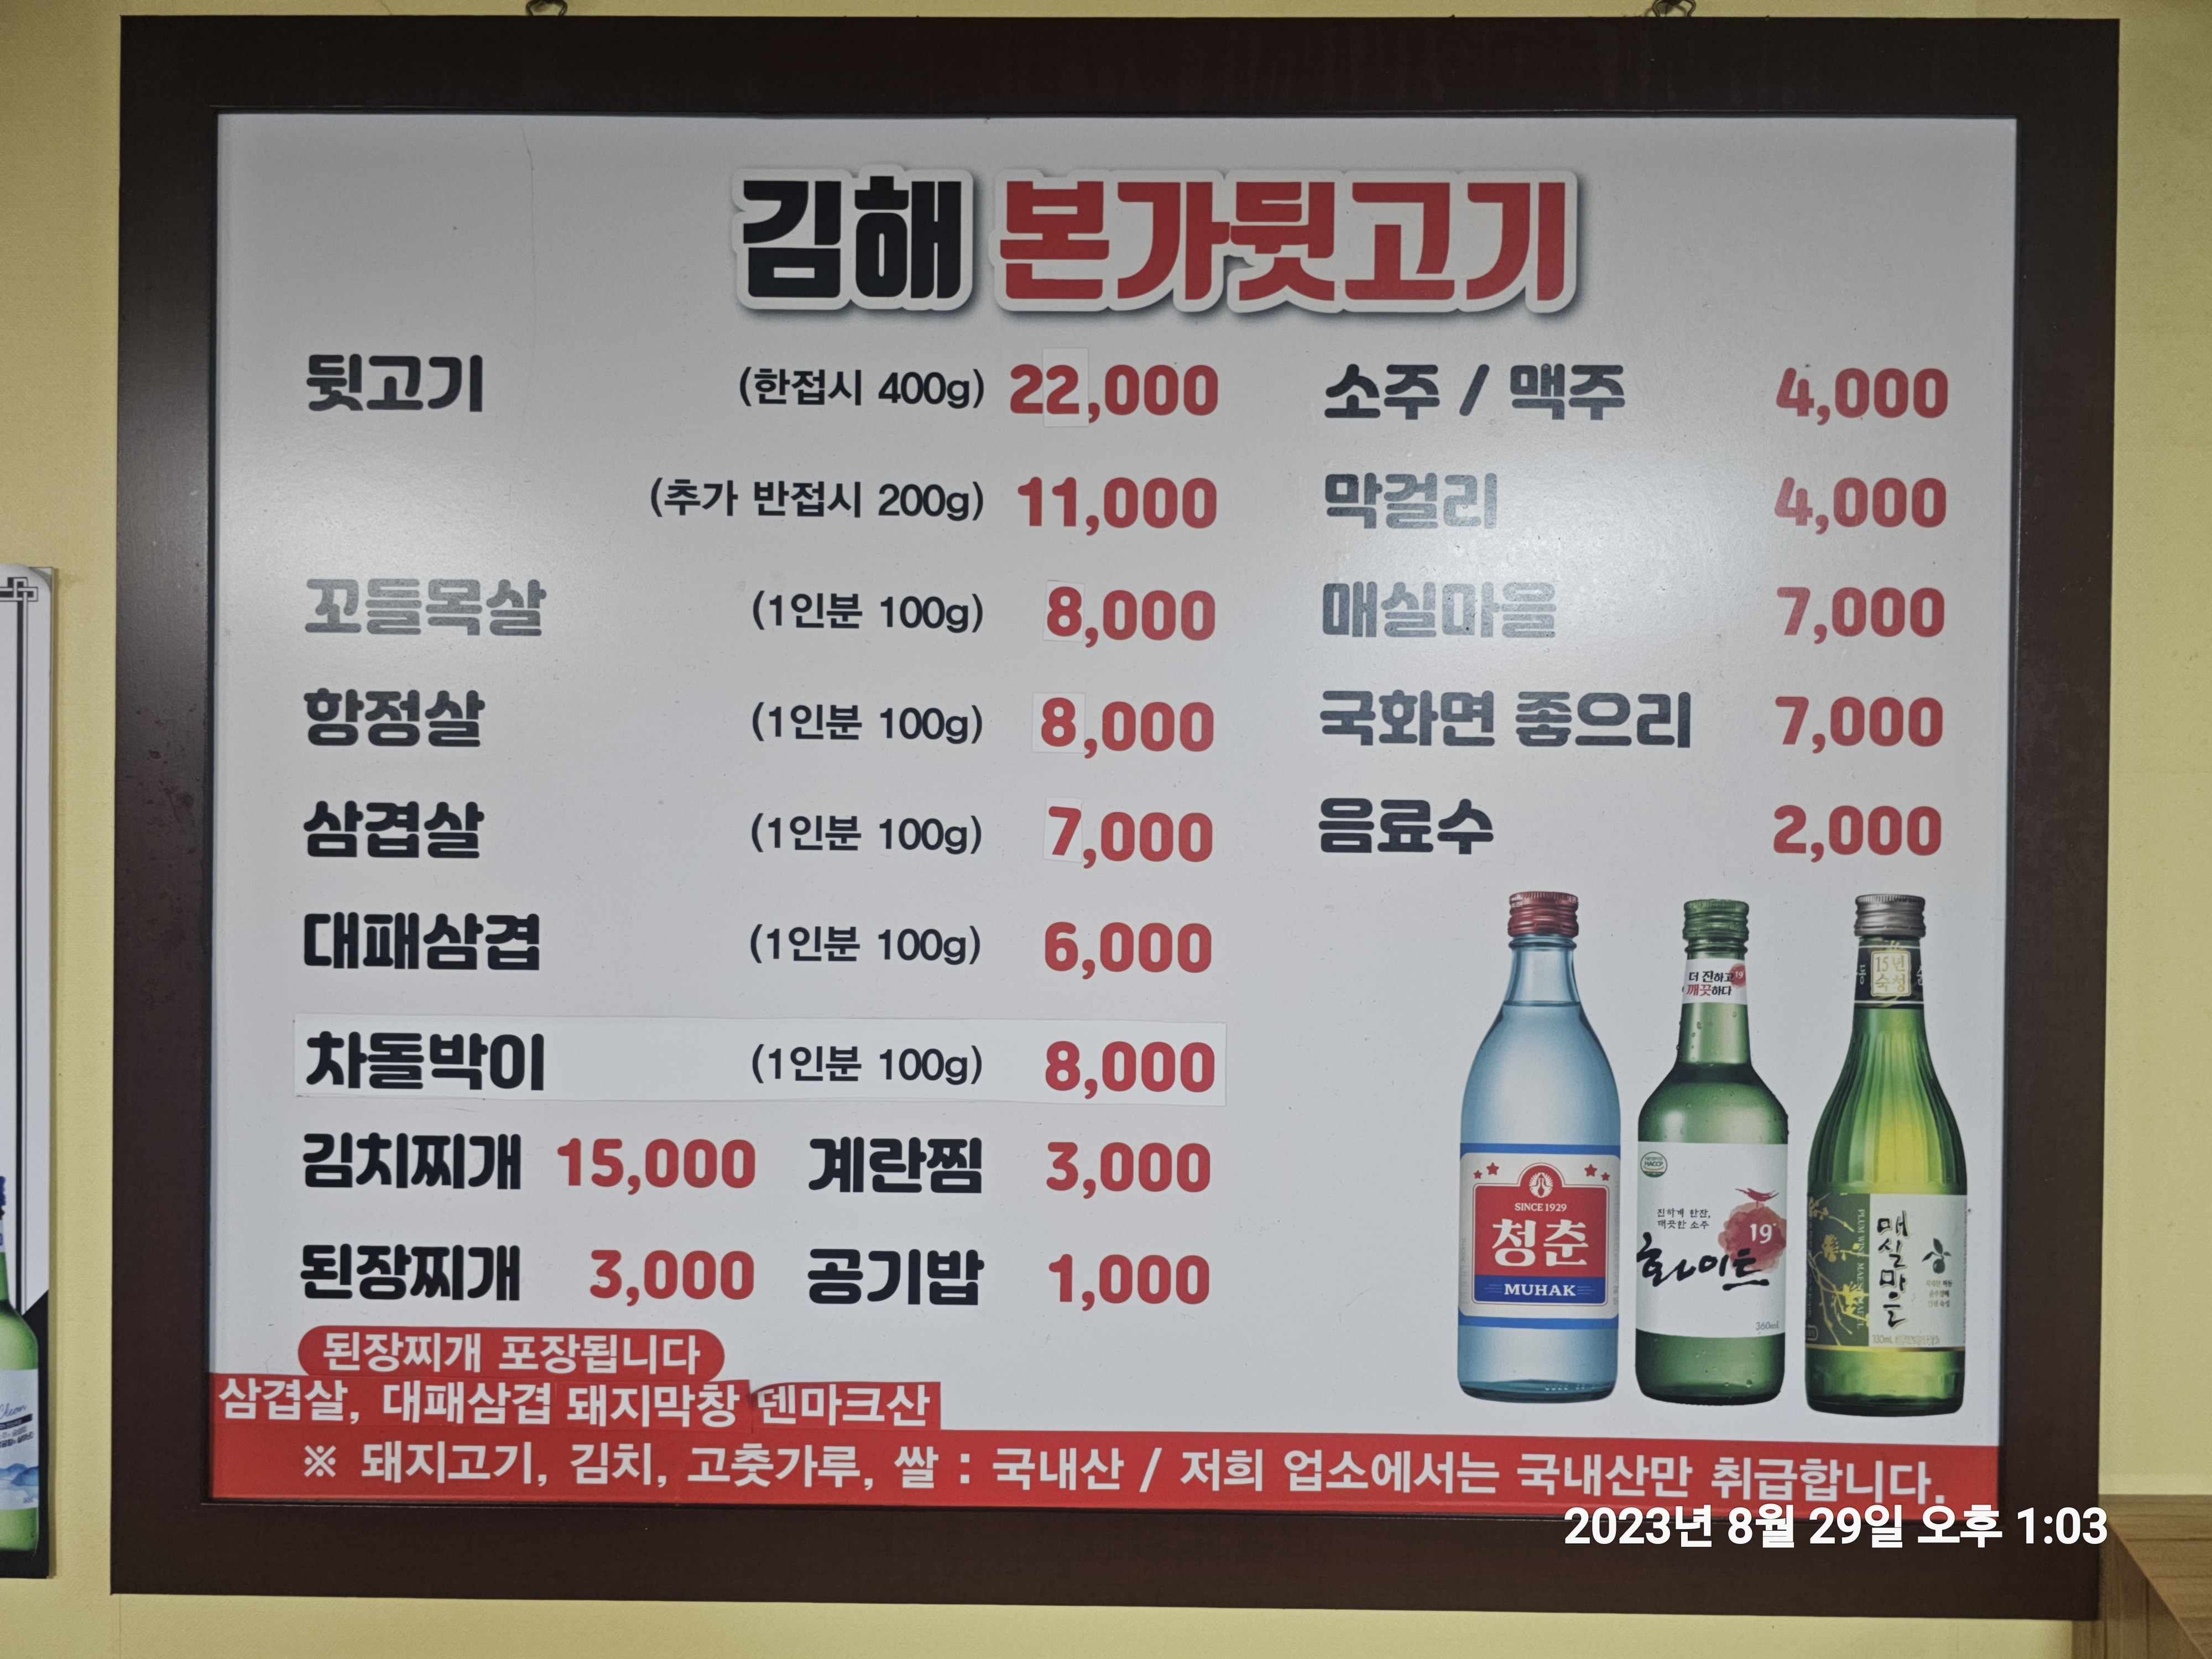 김해 본가뒷고기
뒷고기 (한접시 400g) 22,000
(추가 반접시 200g) 11,000
꼬들목살 (1인분 100g) 8,000
항정살 (1인분 100g) 8,000
삼겹살 (1인분 100g) 7,000
대패삼겹 (1인분 100g) 6,000
차돌박이 (1인분 100g) 8,000
김치찌개 15,000 계란찜 3,000
된장찌개 3,000 공기밥 1,000
소주 / 맥주 4,000
막걸리 4,000
매실마을 7,000
국화면 좋으리 7,000
음료수 2,000
SINCE 1929
청춘
MUHAK
더 진하고
깨끗하다
19
HACCP
진하게 한잔,
깨끗한 소주
19
화이트
360mL
15년
숙성
매실마을
330mL
된장찌개 포장됩니다
삼겹살, 대패삼겹 돼지막창 덴마크산
※ 돼지고기, 김치, 고춧가루, 쌀 : 국내산 / 저희 업소에서는 국내산만 취급합니다.
2023년 8월 29일 오후 1:03